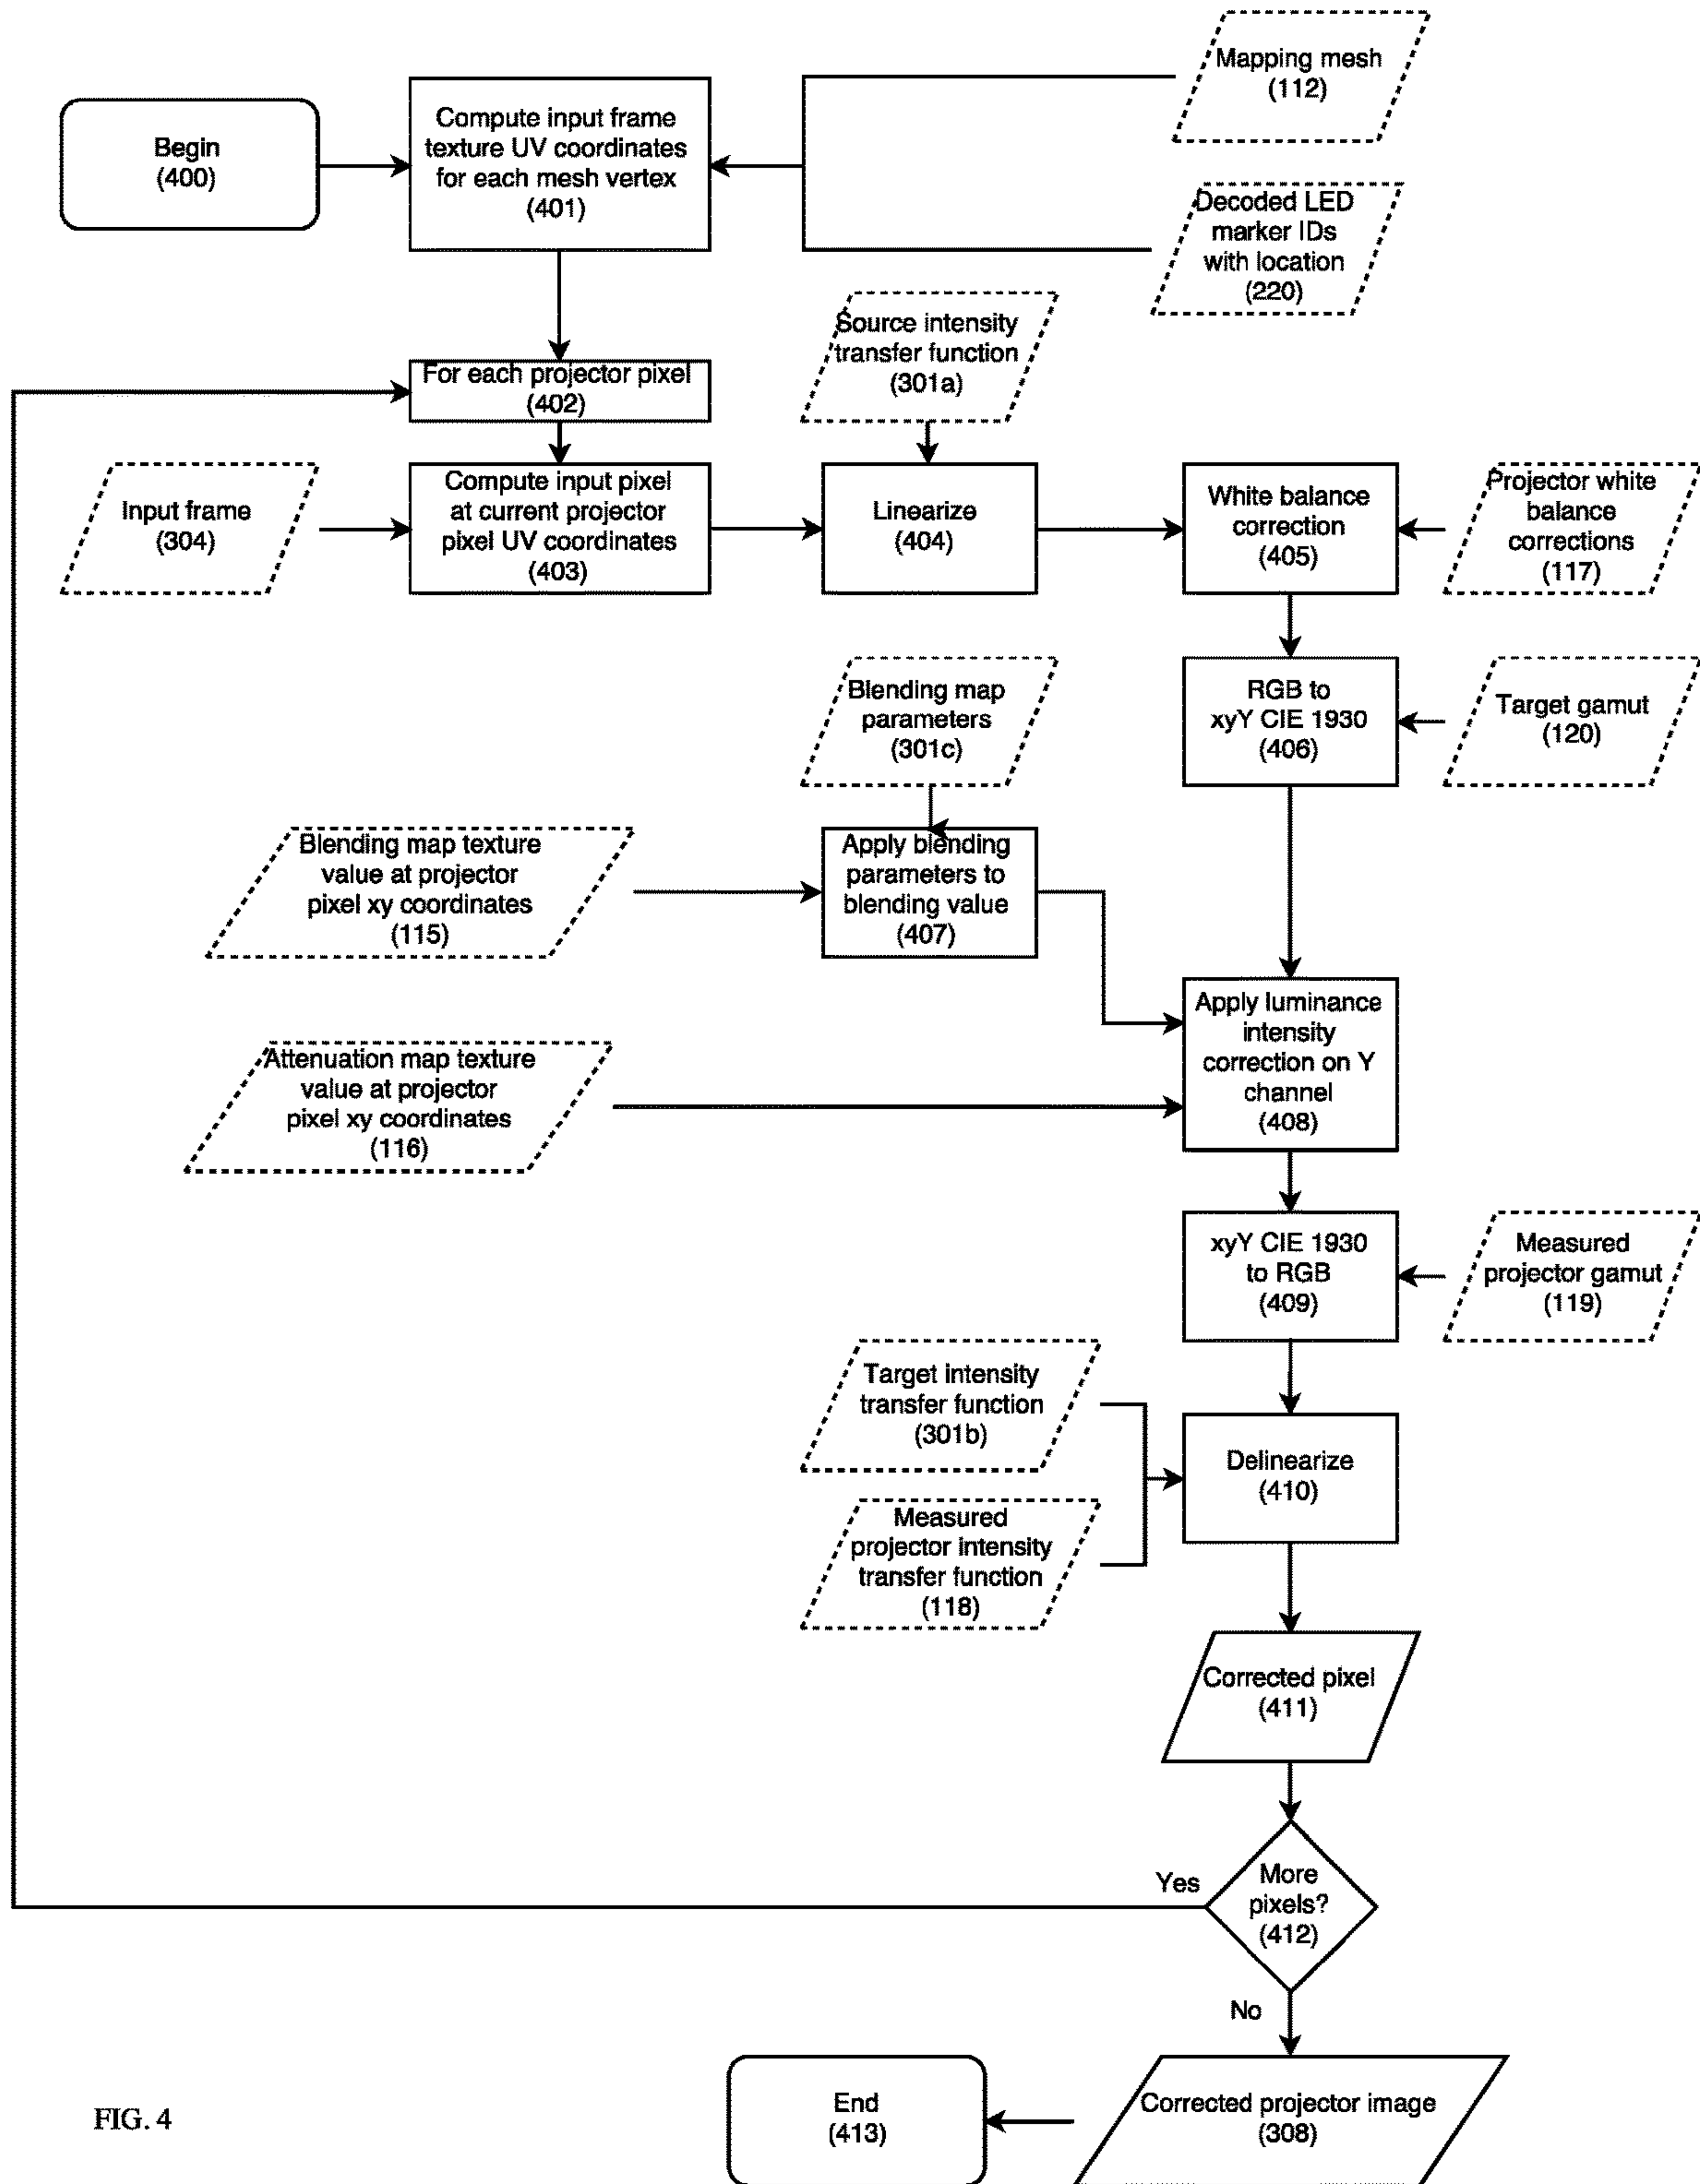 Mapping mesh
(112)
Begin
(400)
Compute input frame
texture UV coordinates
for each mesh vertex
(401)
Decoded LED
marker IDs
with location
(220)
Source intensity
transfer function
(301a)
For each projector pixel
(402)
Input frame
(304)
Compute input pixel
at current projector
pixel UV coordinates
(403)
Linearize
(404)
White balance
correction
(405)
Projector white
balance
corrections
(117)
Blending map
parameters
(301c)
RGB to
xyY CIE 1930
(406)
Target gamut
(120)
Blending map texture
value at projector
pixel xy coordinates
(115)
Apply blending
parameters to
blending value
(407)
Apply luminance
intensity
correction on Y
channel
(408)
Attenuation map texture
value at projector
pixel xy coordinates
(116)
xyY CIE 1930
to RGB
(409)
Measured
projector gamut
(119)
Target intensity
transfer function
(301b)
Delinearize
(410)
Measured
projector intensity
transfer function
(118)
Corrected pixel
(411)
Yes
More
pixels?
(412)
No
FIG. 4
End
(413)
Corrected projector image
(308)